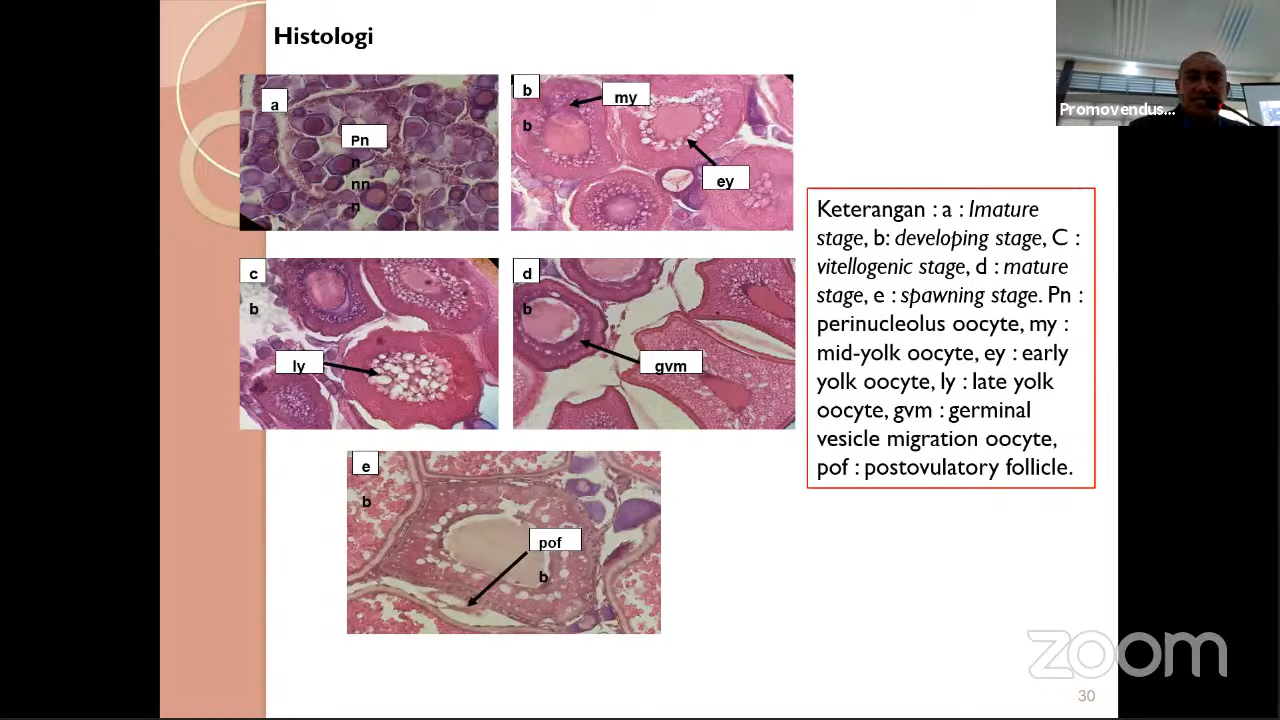 Histologi
a
Pn
n
nn
n
b
b
my
ey
c
b
ly
d
b
gvm
e
b
pof
b
Keterangan : a : Imature
stage, b: developing stage, C :
vitellogenic stage, d : mature
stage, e : spawning stage. Pn :
perinucleolus oocyte, my :
mid-yolk oocyte, ey : early
yolk oocyte, ly : late yolk
oocyte, gvm : germinal
vesicle migration oocyte,
pof : postovulatory follicle.
Promovendus...
zoom
30